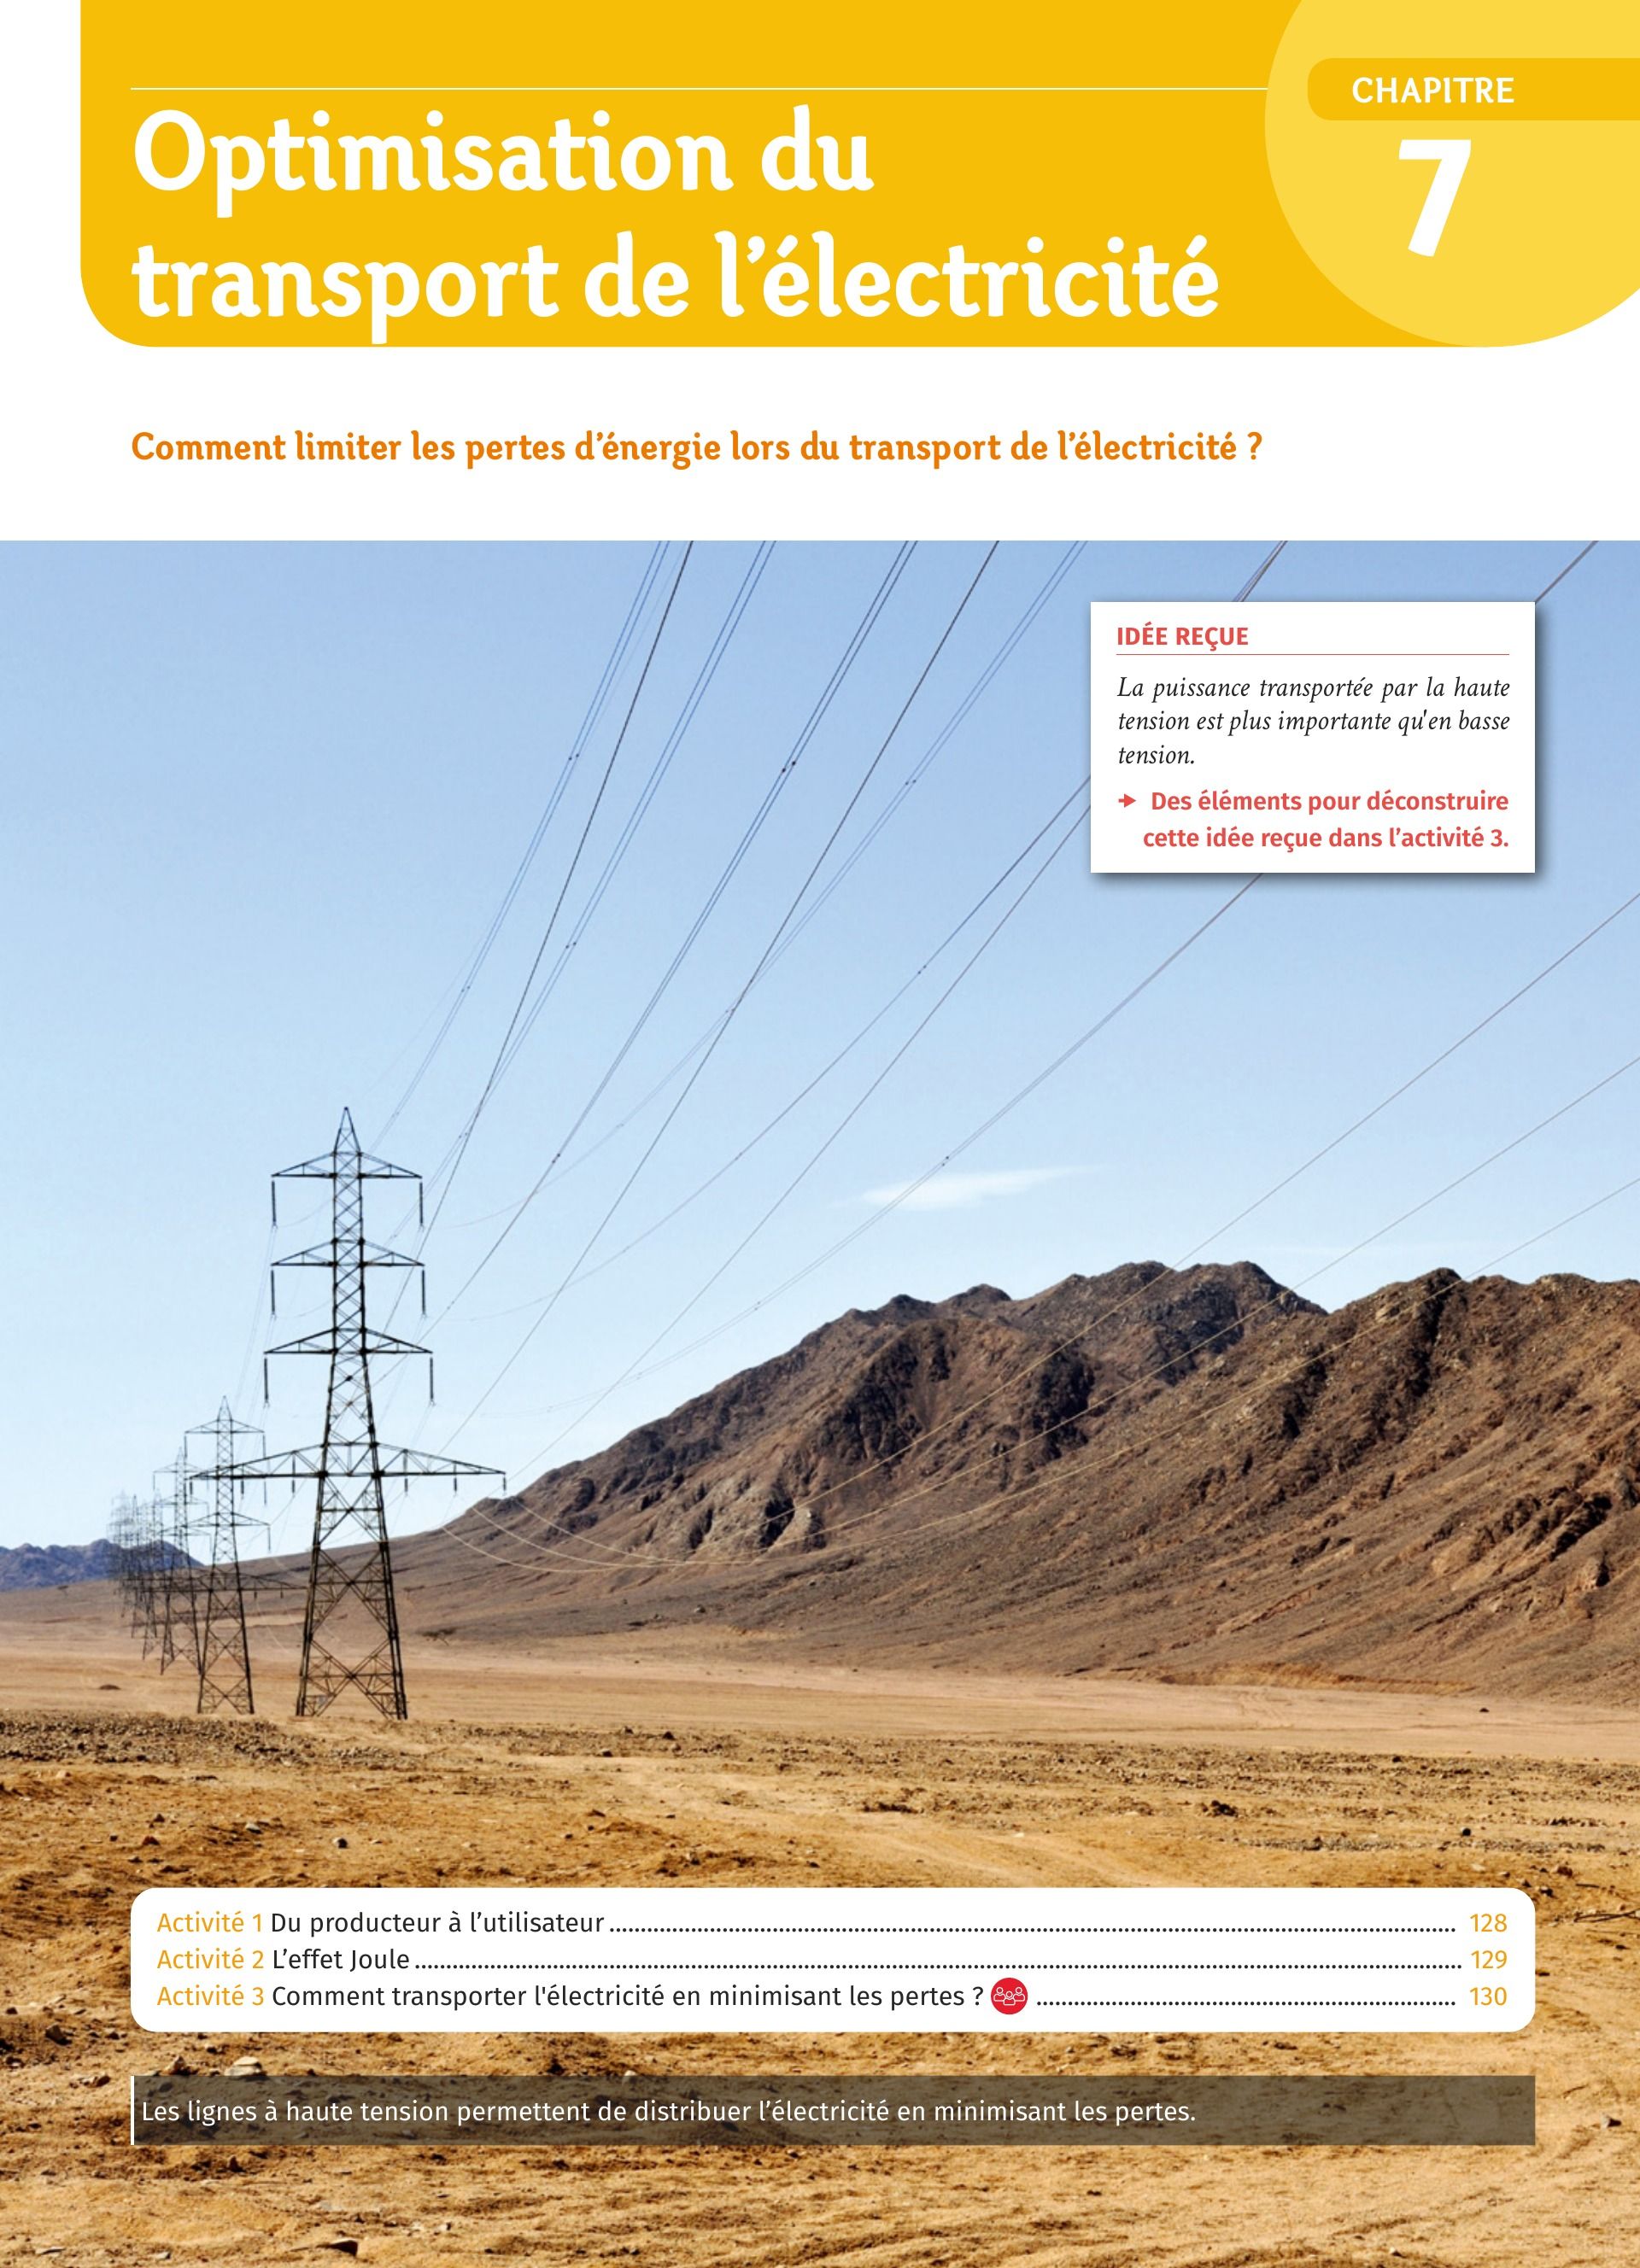 CHAPITRE
7
Optimisation du
transport de l’électricité
Comment limiter les pertes d’énergie lors du transport de l’électricité ?
IDÉE REÇUE
La puissance transportée par la haute
tension est plus importante qu'en basse
tension.
Des éléments pour déconstruire
cette idée reçue dans l’activité 3.
Activité 1 Du producteur à l’utilisateur 128
Activité 2 L’effet Joule 129
Activité 3 Comment transporter l'électricité en minimisant les pertes ? 130
Les lignes à haute tension permettent de distribuer l’électricité en minimisant les pertes.